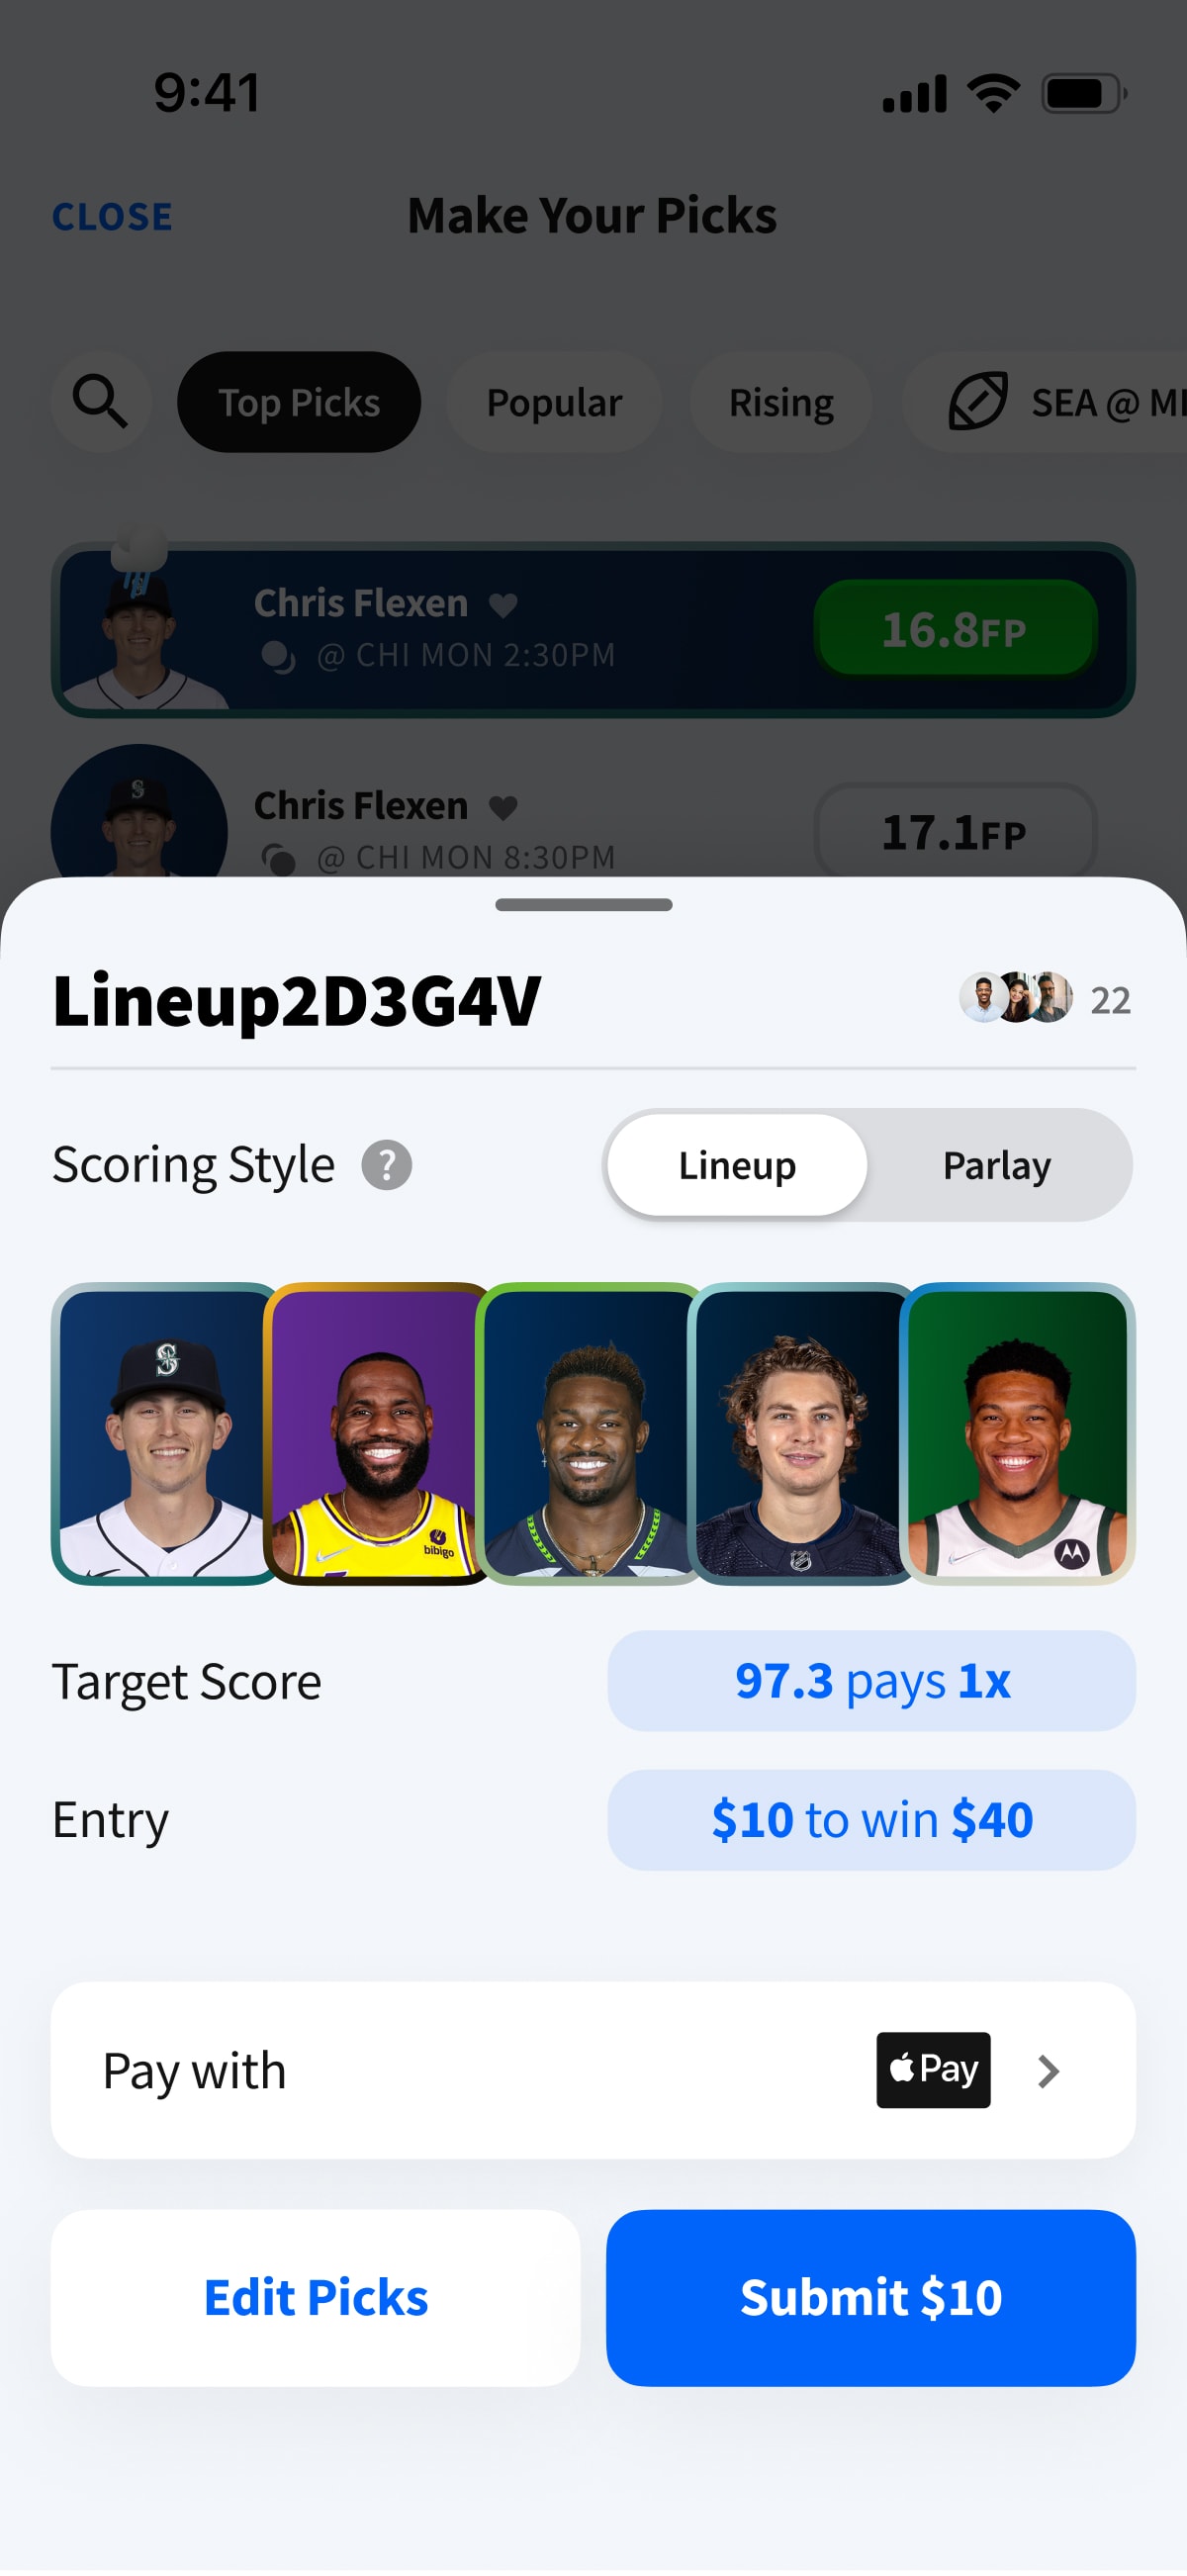 9:41
CLOSE
Make Your Picks
Top Picks
Popular
Rising
SEA @
Chris Flexen
@ CHI MON 2:30PM
16.8FP
Chris Flexen
@ CHI MON 8:30PM
17.1FP
Lineup2D3G4V
22
Scoring Style ?
Lineup
Parlay
S
bibigo
Target Score
97.3 pays 1x
Entry
$10 to win $40
Pay with
Pay
Edit Picks
Submit $10